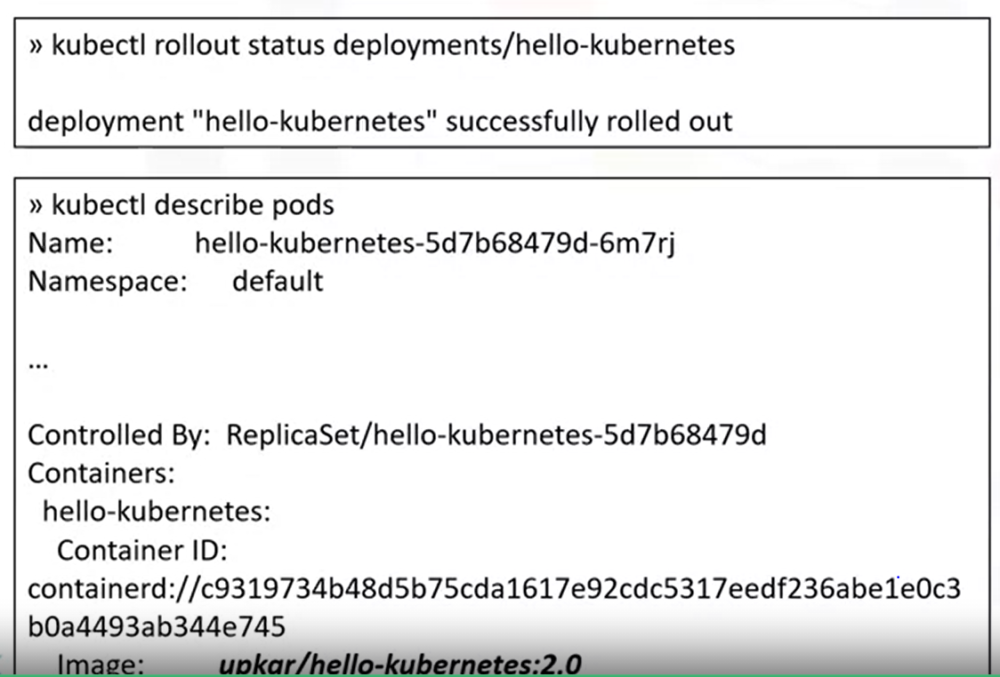 » kubectl rollout status deployments/hello-kubernetes
deployment "hello-kubernetes" successfully rolled out
» kubectl describe pods
Name: hello-kubernetes-5d7b68479d-6m7rj
Namespace: default
...
Controlled By: ReplicaSet/hello-kubernetes-5d7b68479d
Containers:
hello-kubernetes:
Container ID:
containerd://c9319734b48d5b75cda1617e92cdc5317eedf236abe1e0c3
b0a4493ab344e745
Image: upkar/hello-kubernetes:2.0